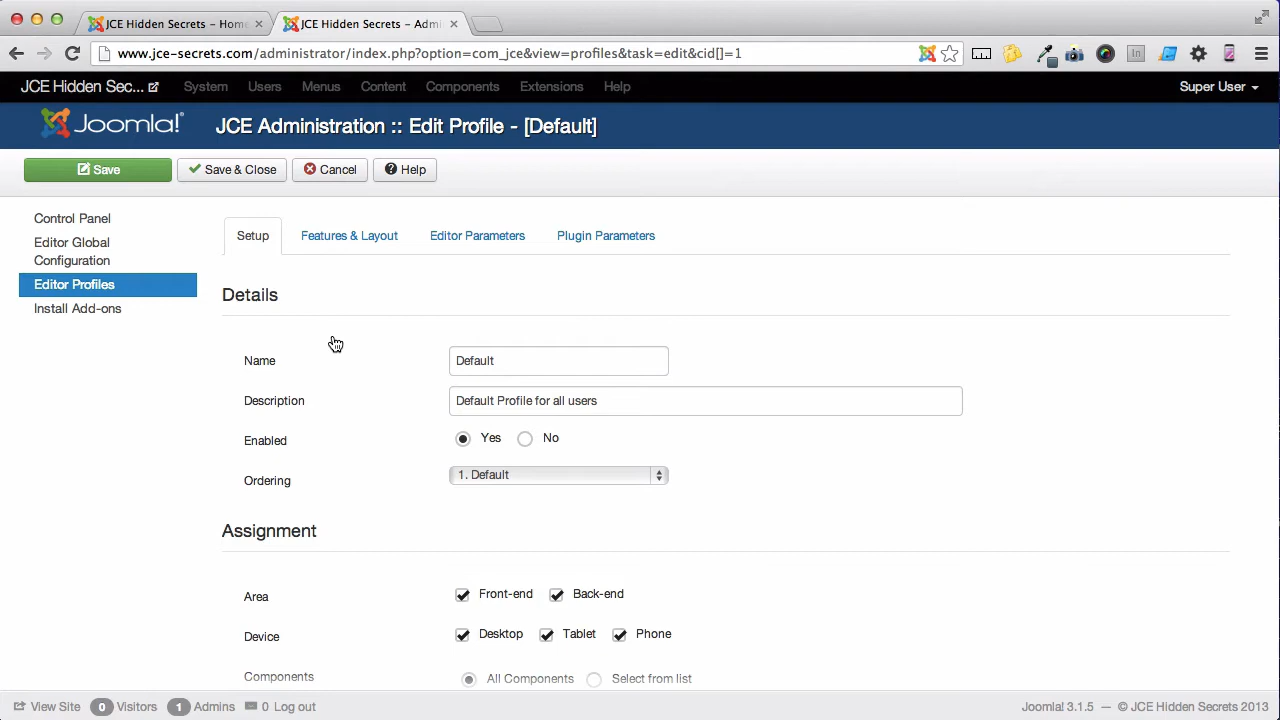 JCE Hidden Secrets – Home
JCE Hidden Secrets – Admi
www.jce-secrets.com/administrator/index.php?option=com_jce&view=profiles&task=edit&cid[]=1
JCE Hidden Sec... System Users Menus Content Components Extensions Help Super User
Joomla! JCE Administration :: Edit Profile - [Default]
Save Save & Close Cancel Help
Control Panel
Editor Global
Configuration
Editor Profiles
Install Add-ons
Setup Features & Layout Editor Parameters Plugin Parameters
Details
Name Default
Description Default Profile for all users
Enabled Yes No
Ordering 1. Default
Assignment
Area Front-end Back-end
Device Desktop Tablet Phone
Components All Components Select from list
View Site 0 Visitors 1 Admins 0 Log out Joomla! 3.1.5 — © JCE Hidden Secrets 2013